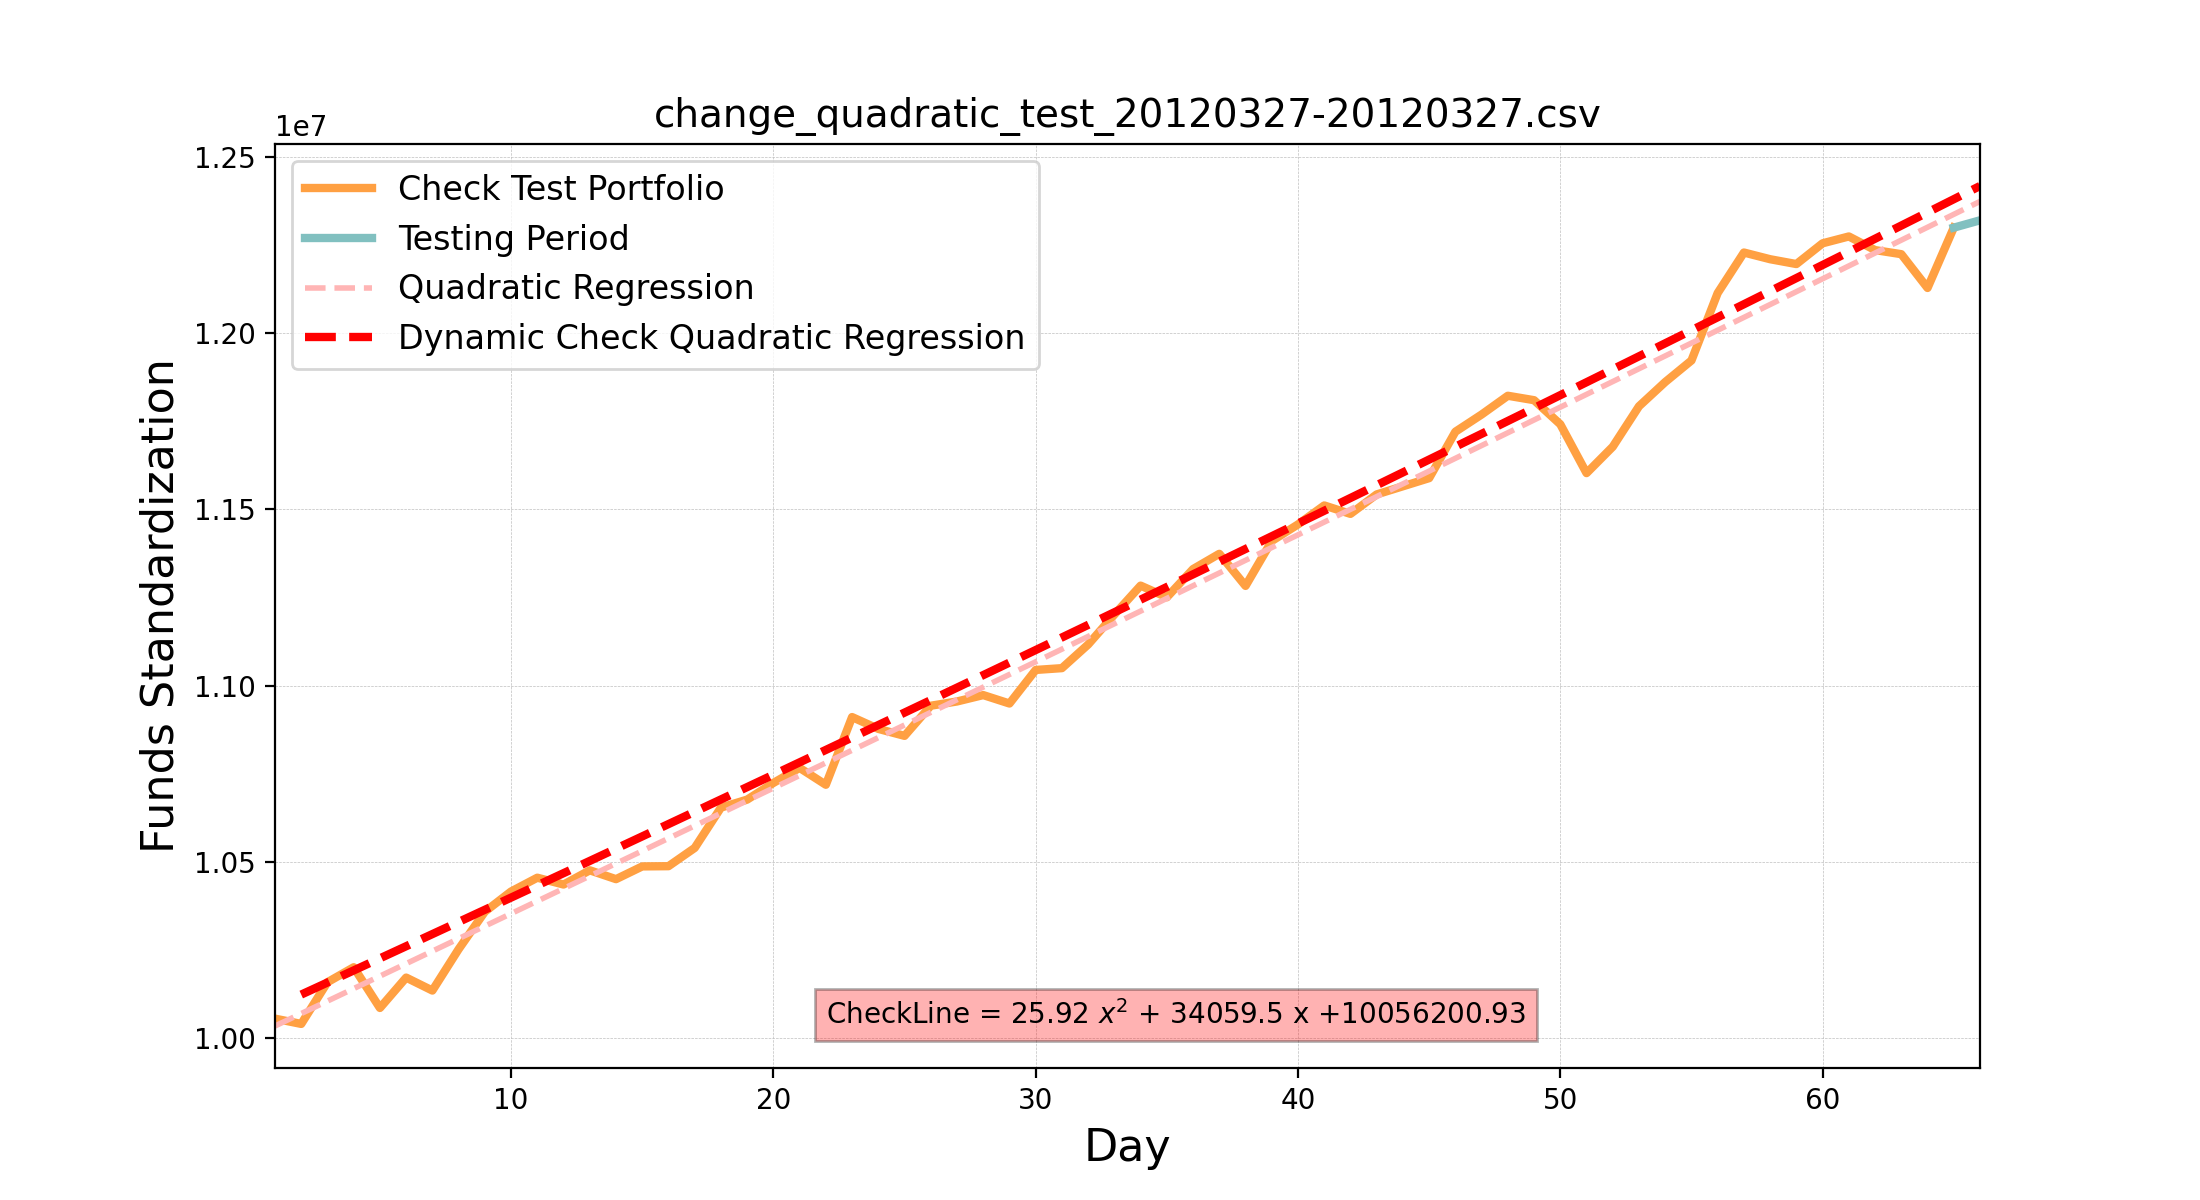 change_quadratic_test_20120327-20120327.csv
1e7
1.25
1.20
1.15
1.10
1.05
1.00
Funds Standardization
Check Test Portfolio
Testing Period
Quadratic Regression
Dynamic Check Quadratic Regression
CheckLine = 25.92 x² + 34059.5 x +10056200.93
10 20 30 40 50 60
Day